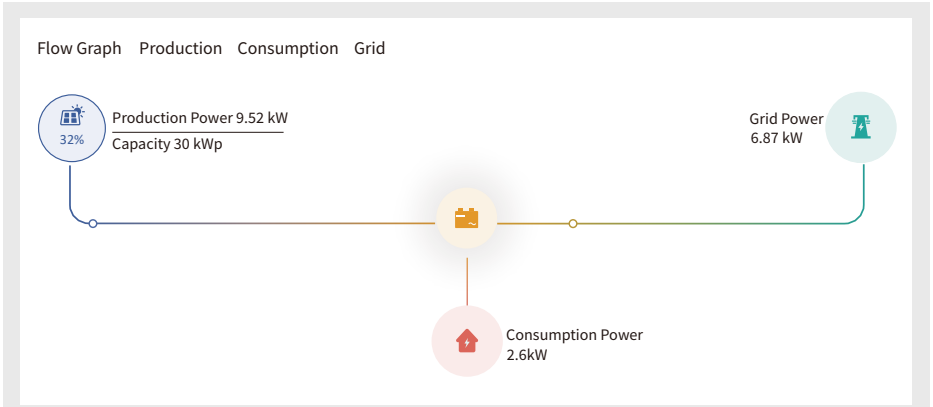 Flow Graph Production Consumption Grid
32%
Production Power 9.52 kW
Capacity 30 kWp
Grid Power
6.87 kW
Consumption Power
2.6kW